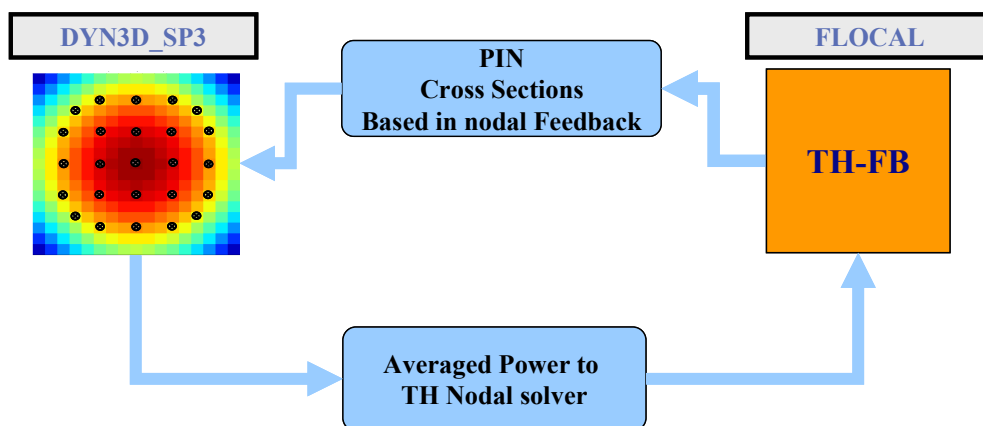 DYN3D_SP3
PIN
Cross Sections
Based in nodal Feedback
FLOCAL
TH-FB
Averaged Power to
TH Nodal solver